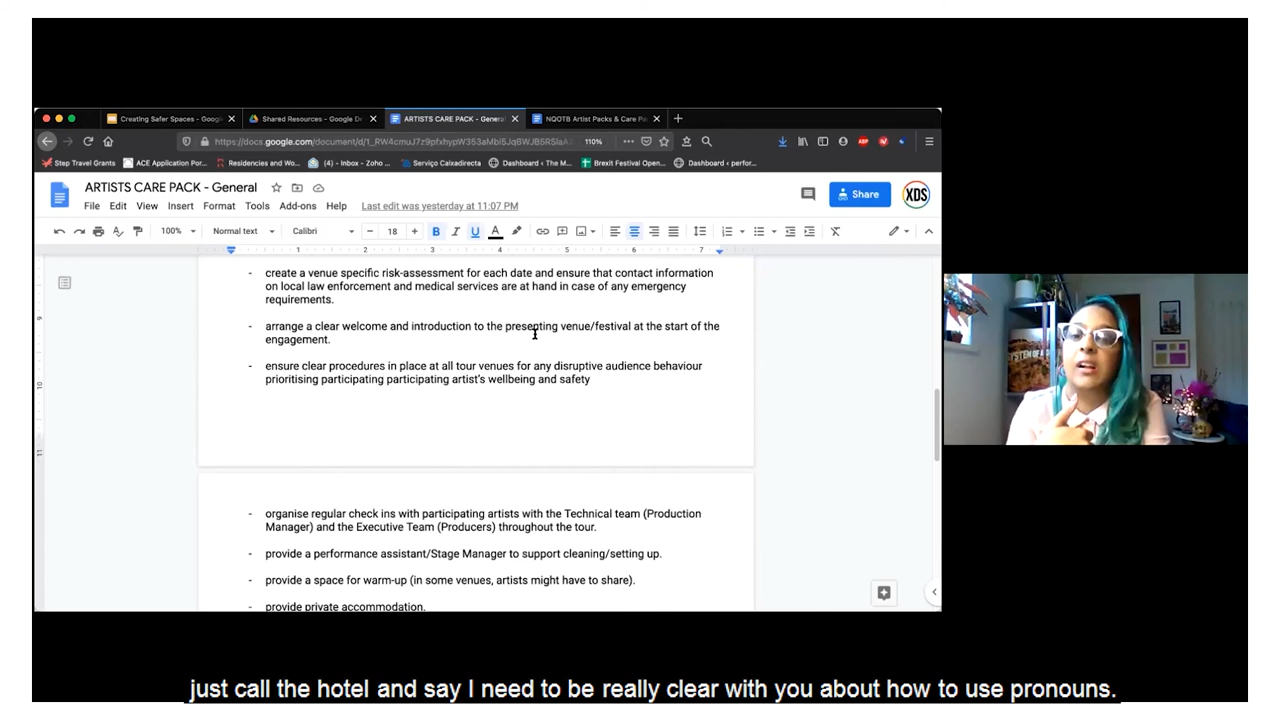 Creating Safer Spaces - Googl
Shared Resources - Google D
ARTISTS CARE PACK - General
NQOTB Artist Packs & Care Pa
110%
Step Travel Grants
ACE Application Por...
Residencies and Wo...
(4) - Inbox - Zoho ...
Serviço Caixadirecta
Dashboard ‹ The M...
Brexit Festival Open...
Dashboard ‹ perfor...
ARTISTS CARE PACK - General
File Edit View Insert Format Tools Add-ons Help Last edit was yesterday at 11:07 PM
Share
XDS
100% Normal text Calibri 18
1 2 3 4 5 6 7
- create a venue specific risk-assessment for each date and ensure that contact information
on local law enforcement and medical services are at hand in case of any emergency
requirements.
- arrange a clear welcome and introduction to the presenting venue/festival at the start of the
engagement.
- ensure clear procedures in place at all tour venues for any disruptive audience behaviour
prioritising participating participating artist's wellbeing and safety
- organise regular check ins with participating artists with the Technical team (Production
Manager) and the Executive Team (Producers) throughout the tour.
- provide a performance assistant/Stage Manager to support cleaning/setting up.
- provide a space for warm-up (in some venues, artists might have to share).
- provide private accommodation.
just call the hotel and say I need to be really clear with you about how to use pronouns.